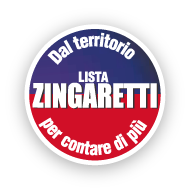 Dal territorio
LISTA
ZINGARETTI
per contare di più